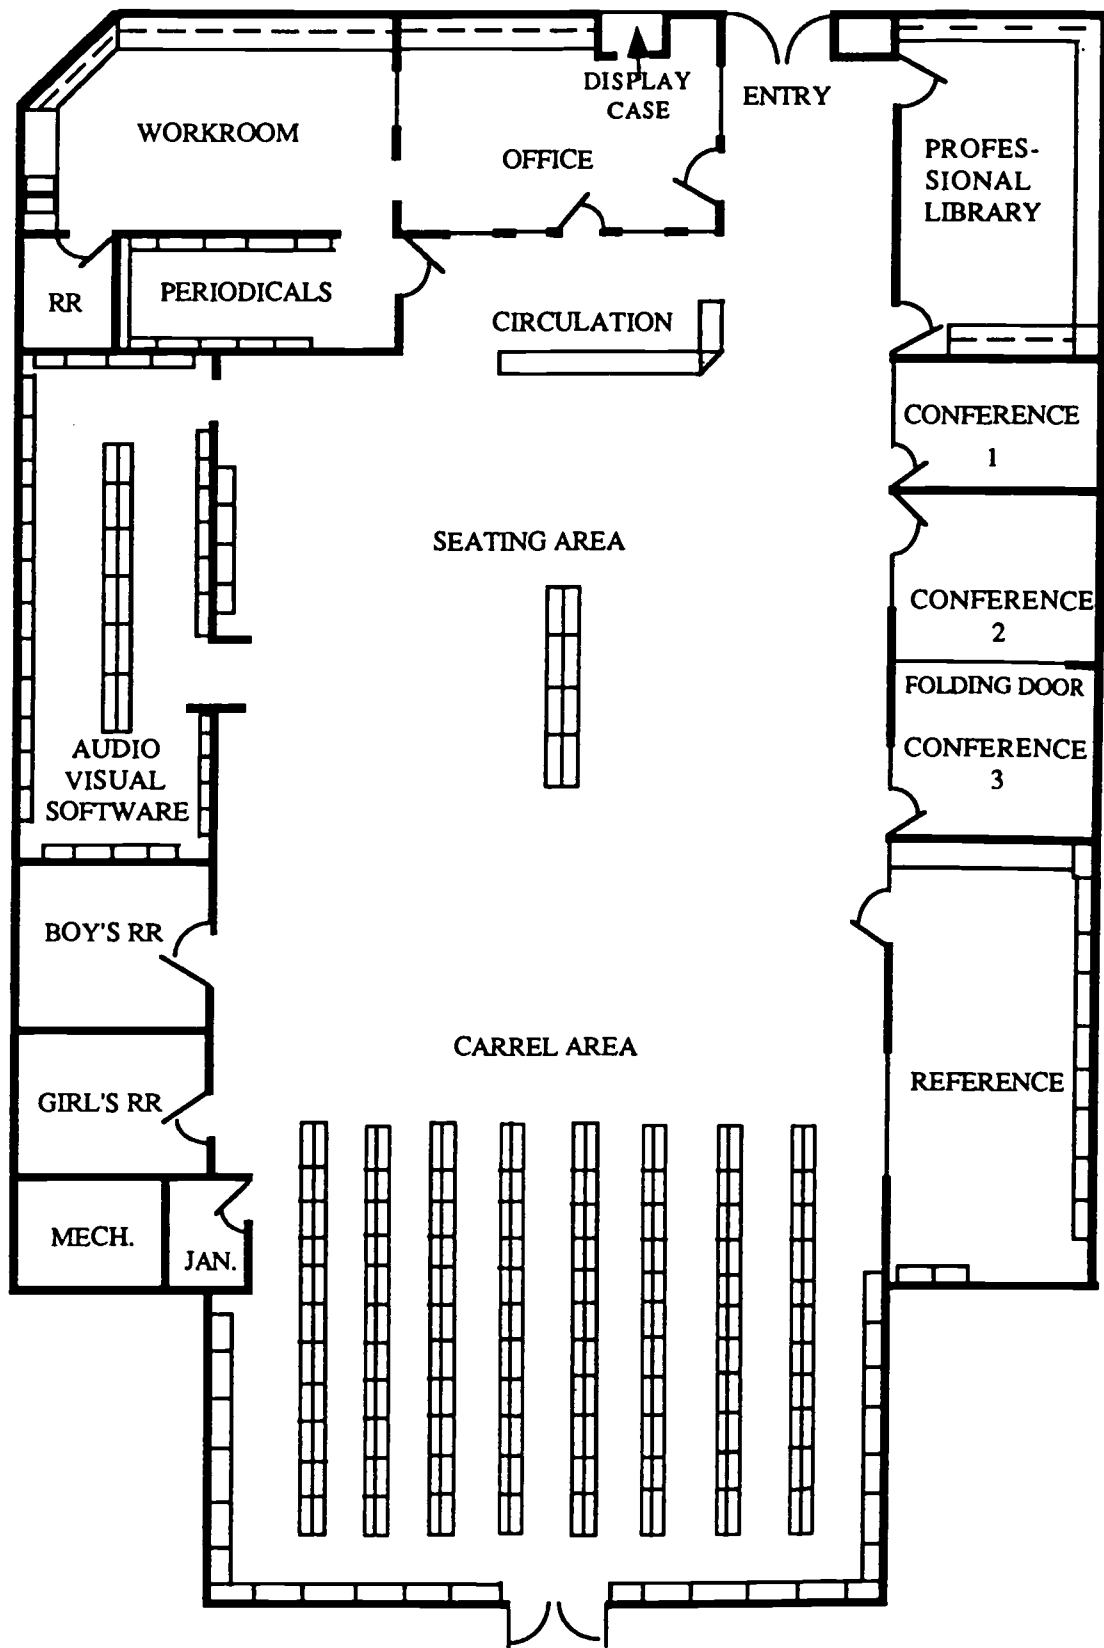 DISPLAY
CASE
ENTRY
WORKROOM
OFFICE
PROFES-
SIONAL
LIBRARY
RR
PERIODICALS
CIRCULATION
CONFERENCE
1
SEATING AREA
CONFERENCE
2
FOLDING DOOR
CONFERENCE
3
AUDIO
VISUAL
SOFTWARE
BOY'S RR
CARREL AREA
REFERENCE
GIRL'S RR
MECH.
JAN.